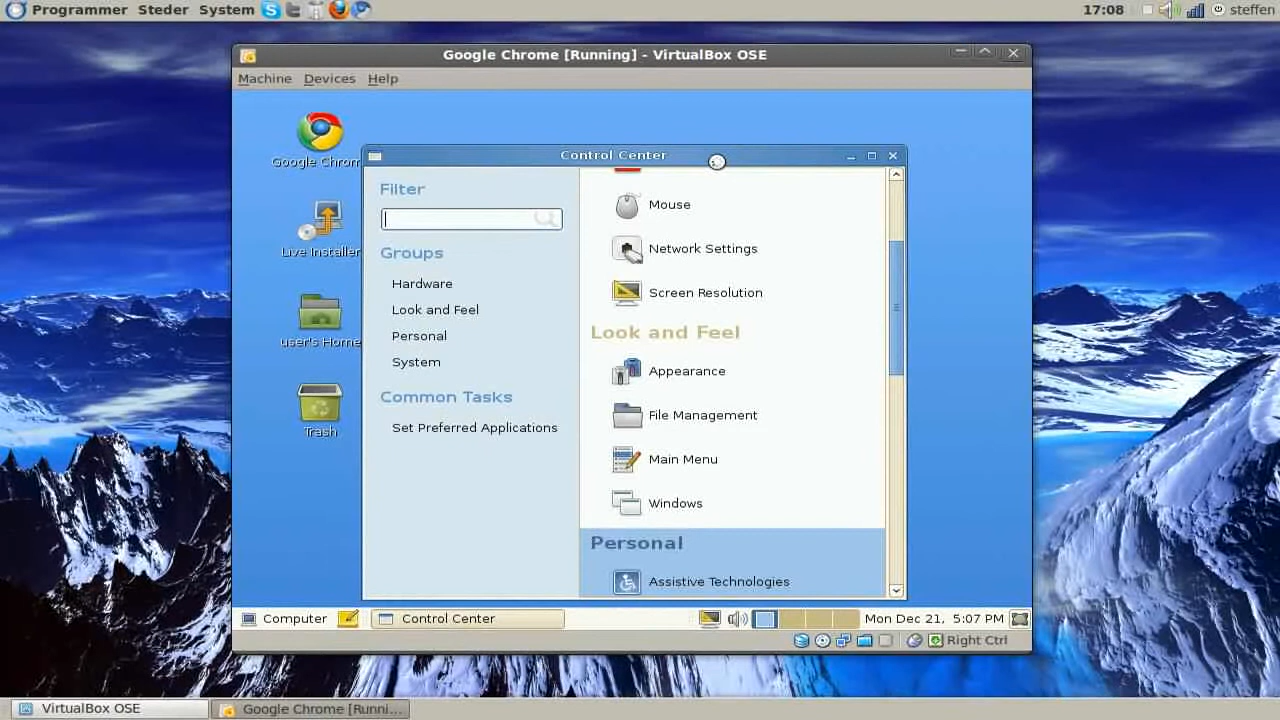 Programmer Steder System
17:08
steffen
Google Chrome [Running] - VirtualBox OSE
Machine Devices Help
Google Chrom
Live Installer
user's Home
Trash
Control Center
Filter
Groups
Hardware
Look and Feel
Personal
System
Common Tasks
Set Preferred Applications
Mouse
Network Settings
Screen Resolution
Look and Feel
Appearance
File Management
Main Menu
Windows
Personal
Assistive Technologies
Computer
Control Center
Mon Dec 21, 5:07 PM
Right Ctrl
VirtualBox OSE
Google Chrome [Runni...